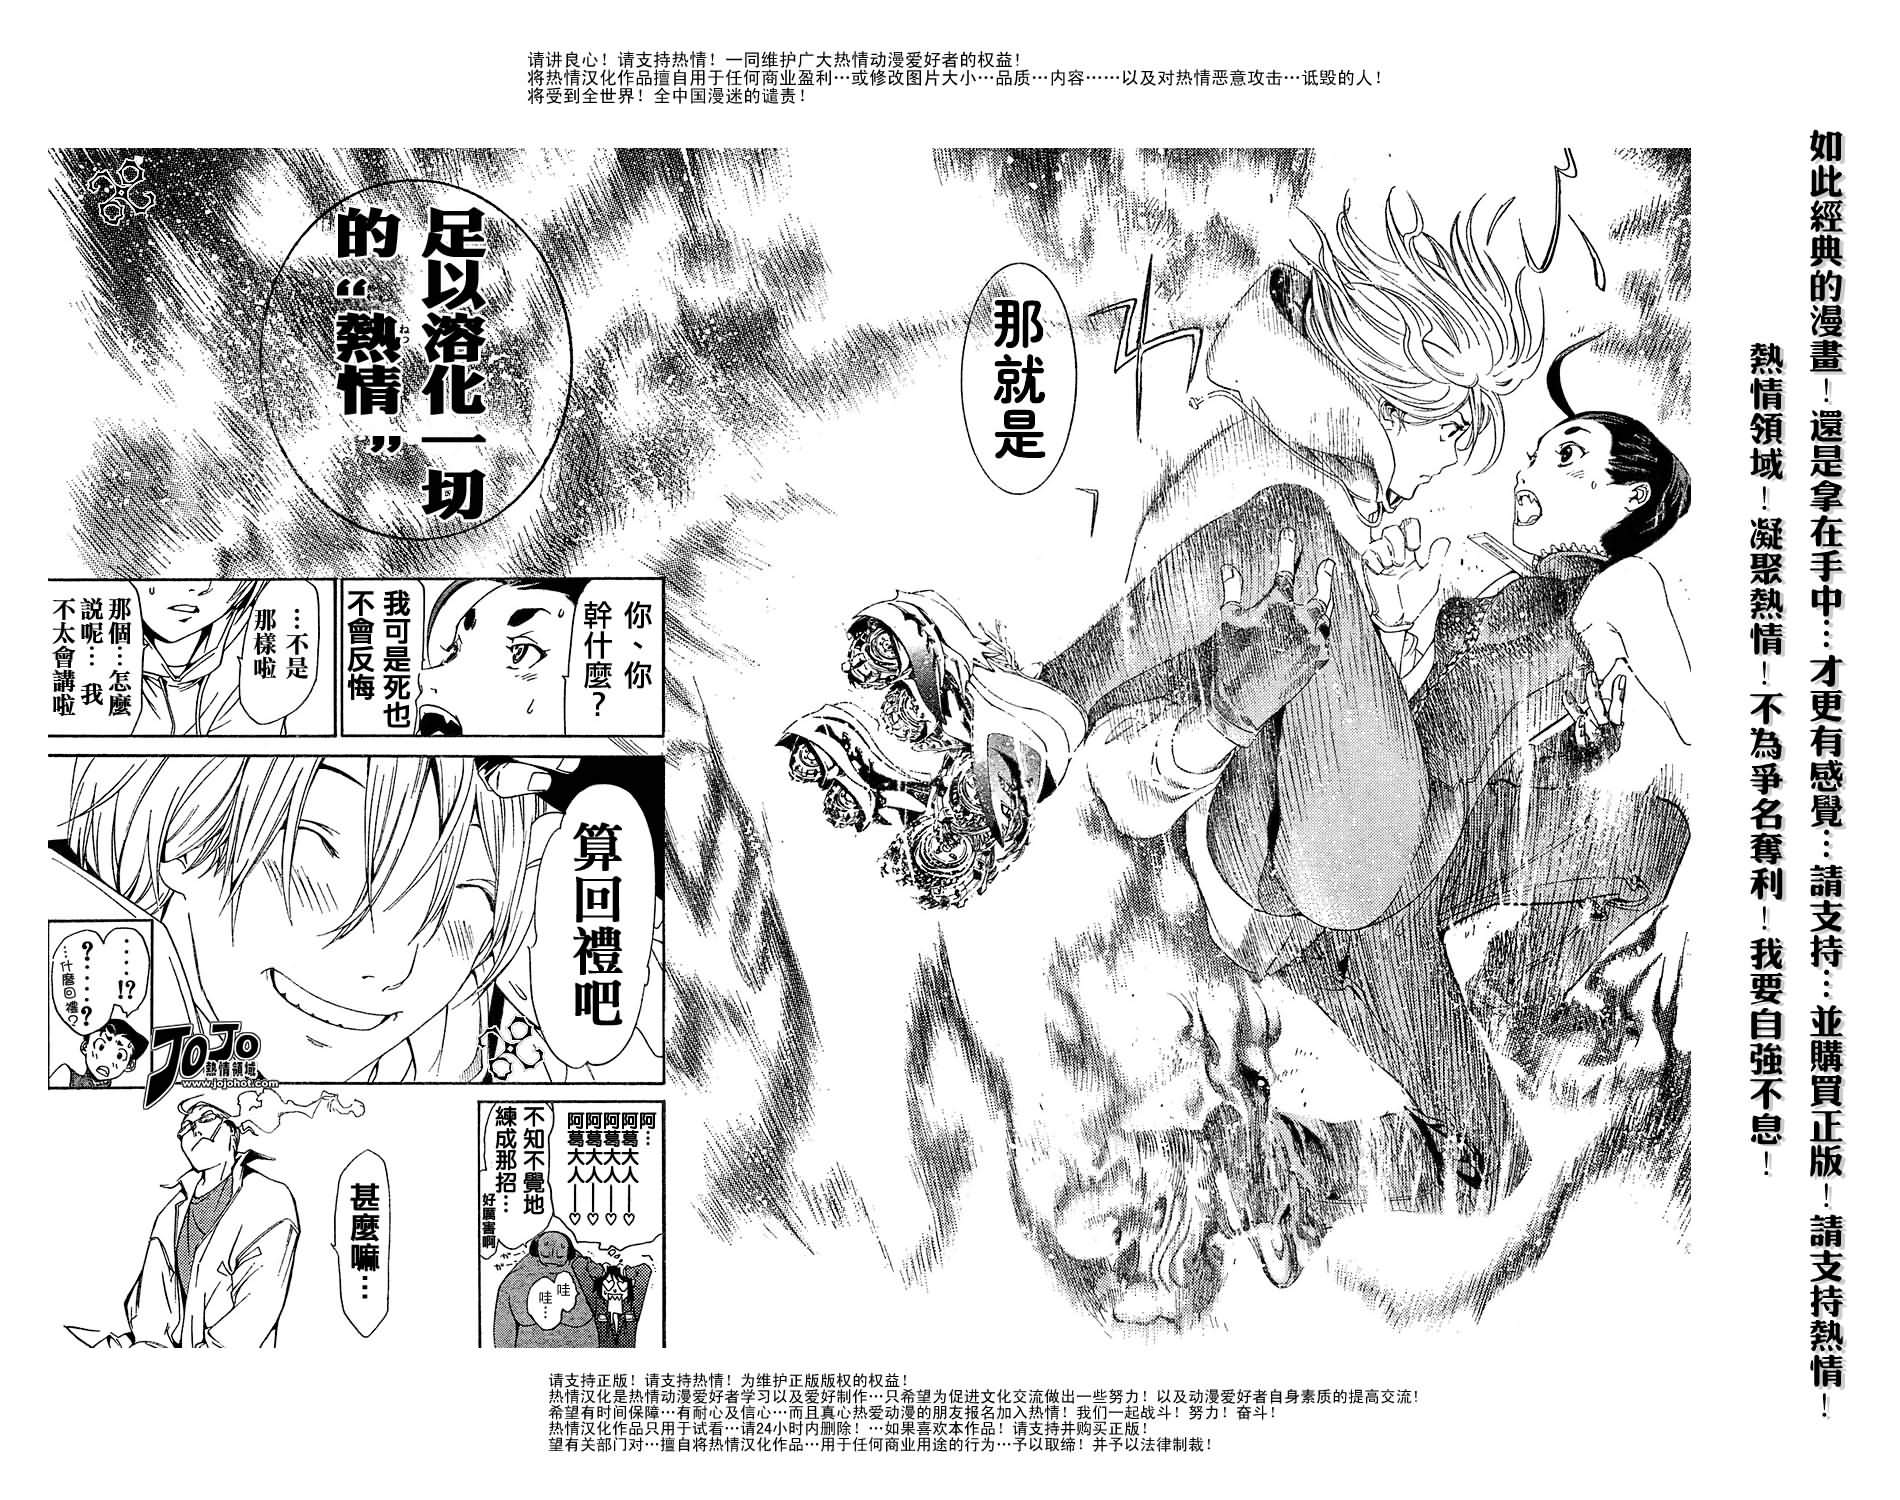 请讲良心！请支持热情！一同维护广大热情动漫爱好者的权益！
将热情汉化作品擅自用于任何商业盈利…或修改图片大小…品质…内容……以及对热情恶意攻击…诋毁的人！
将受到全世界！全中国漫迷的谴责！
如此經典的漫畫！還是拿在手中…才更有感覺…請支持…並購買正版！請支持熱情！
熱情領域！凝聚熱情！不為爭名奪利！我要自強不息！
那就是
足以溶化一切
的“熱情”
ねつ
你、你
幹什麼？
我可是死也
不會反悔
…不是
那樣啦
那個…怎麼
說呢…我
不太會講啦
算回禮吧
……!?
？……？
…什麼回禮？
JOJO
熱情領域
www.jojohot.com
阿…
阿葛大人——♡
阿葛大人——♡
阿葛大人——♡
阿葛大人——♡
不知不覺地
練成那招…
好厲害啊
哇
哇…
甚麼嘛…
请支持正版！请支持热情！为维护正版版权的权益！
热情汉化是热情动漫爱好者学习以及爱好制作…只希望为促进文化交流做出一些努力！以及动漫爱好者自身素质的提高交流！
希望有时间保障…有耐心及信心…而且真心热爱动漫的朋友报名加入热情！我们一起战斗！努力！奋斗！
热情汉化作品只用于试看…请24小时内删除！…如果喜欢本作品！请支持并购买正版！
望有关部门对…擅自将热情汉化作品…用于任何商业用途的行为…予以取缔！并予以法律制裁！